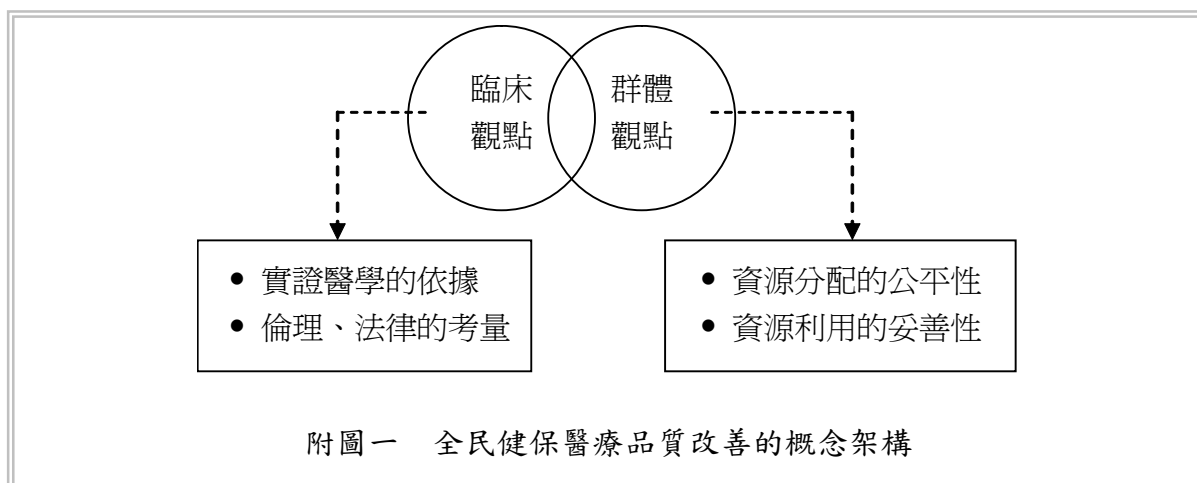 臨床
觀點
群體
觀點
● 實證醫學的依據
● 倫理、法律的考量
● 資源分配的公平性
● 資源利用的妥善性
附圖一　全民健保醫療品質改善的概念架構